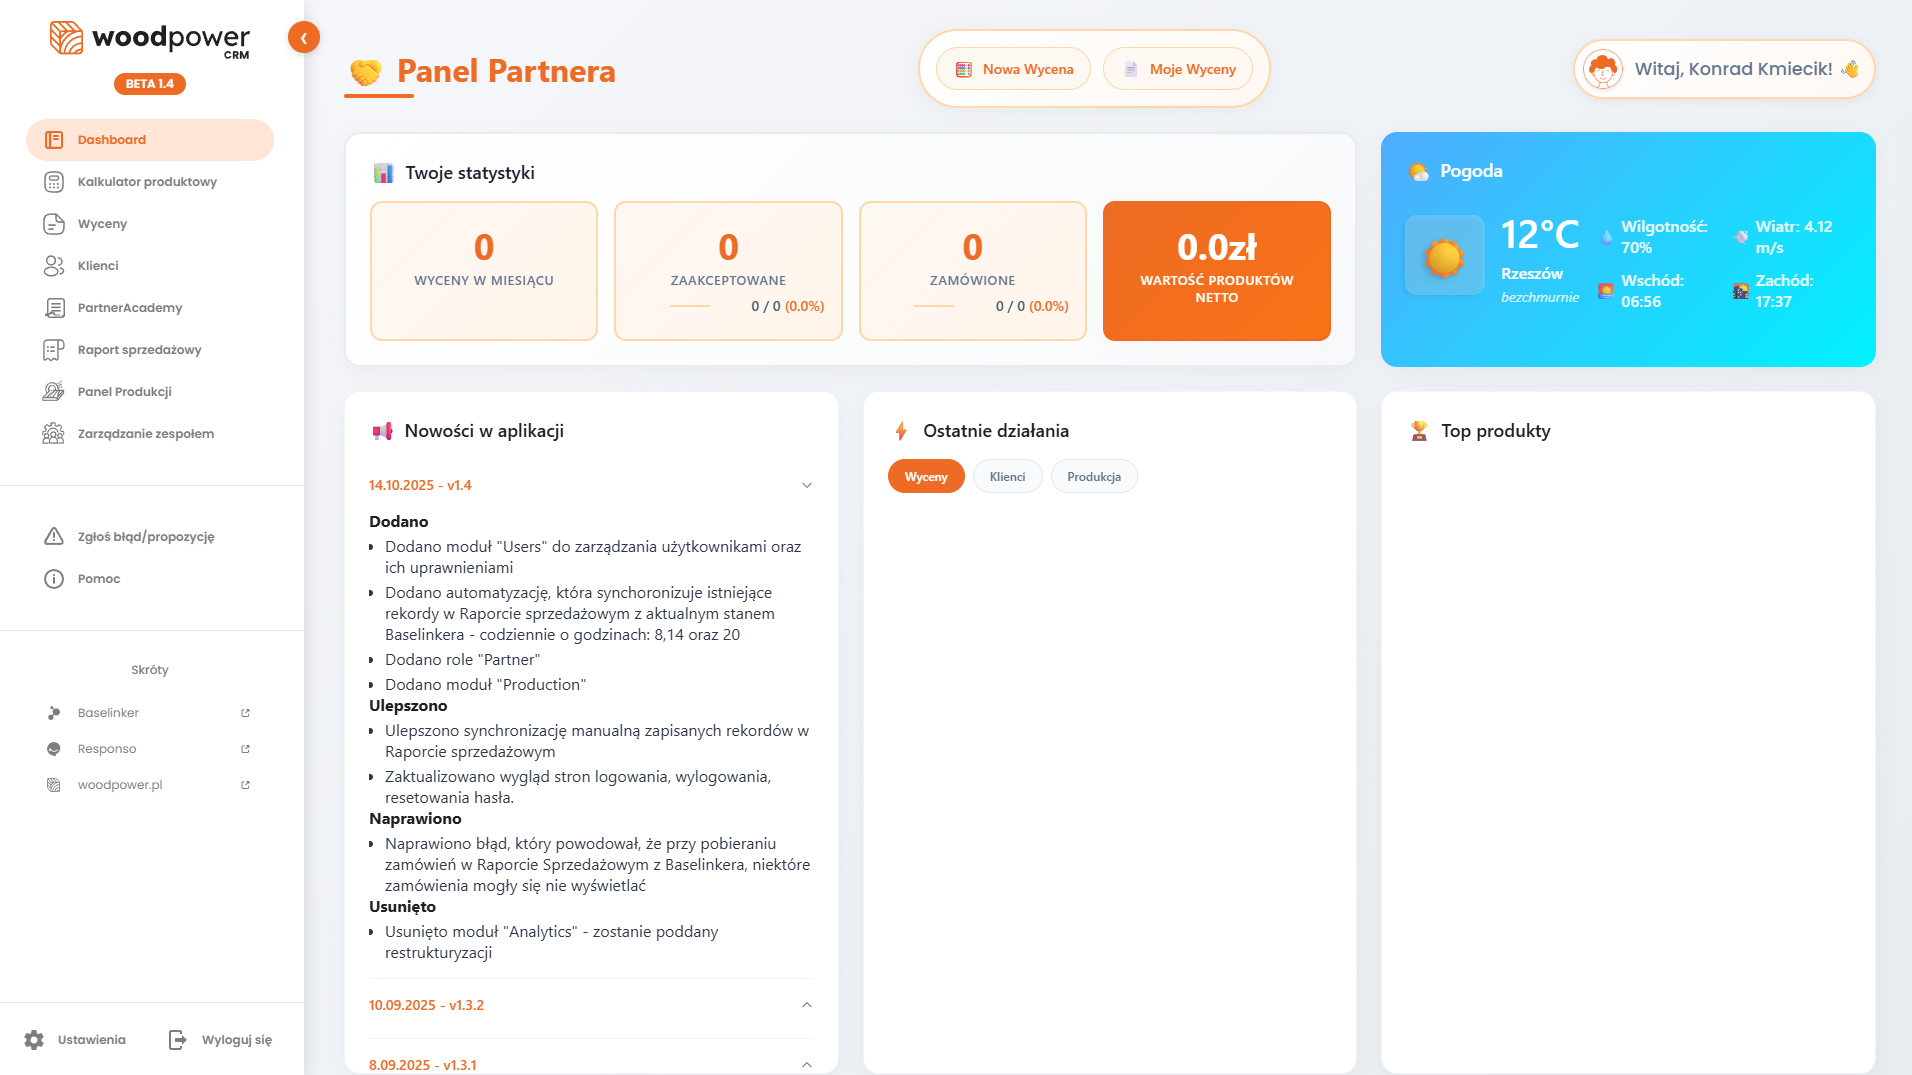 woodpower
CRM
BETA 1.4
Dashboard
Kalkulator produktowy
Wyceny
Klienci
PartnerAcademy
Raport sprzedażowy
Panel Produkcji
Zarządzanie zespołem
Zgłoś błąd/propozycję
Pomoc
Skróty
Baselinker
Responso
woodpower.pl
Ustawienia
Wyloguj się
Panel Partnera
Nowa Wycena
Moje Wyceny
Witaj, Konrad Kmiecik!
Twoje statystyki
0
WYCENY W MIESIĄCU
0
ZAAKCEPTOWANE
0 / 0 (0.0%)
0
ZAMÓWIONE
0 / 0 (0.0%)
0.0zł
WARTOŚĆ PRODUKTÓW
NETTO
Pogoda
12°C
Rzeszów
bezchmurnie
Wilgotność:
70%
Wiatr: 4.12
m/s
Wschód:
06:56
Zachód:
17:37
Nowości w aplikacji
14.10.2025 - v1.4
Dodano
Dodano moduł "Users" do zarządzania użytkownikami oraz
ich uprawnieniami
Dodano automatyzację, która synchoronizuje istniejące
rekordy w Raporcie sprzedażowym z aktualnym stanem
Baselinkera - codziennie o godzinach: 8,14 oraz 20
Dodano role "Partner"
Dodano moduł "Production"
Ulepszono
Ulepszono synchronizację manualną zapisanych rekordów w
Raporcie sprzedażowym
Zaktualizowano wygląd stron logowania, wylogowania,
resetowania hasła.
Naprawiono
Naprawiono błąd, który powodował, że przy pobieraniu
zamówień w Raporcie Sprzedażowym z Baselinkera, niektóre
zamówienia mogły się nie wyświetlać
Usunięto
Usunięto moduł "Analytics" - zostanie poddany
restrukturyzacji
10.09.2025 - v1.3.2
8.09.2025 - v1.3.1
Ostatnie działania
Wyceny
Klienci
Produkcja
Top produkty